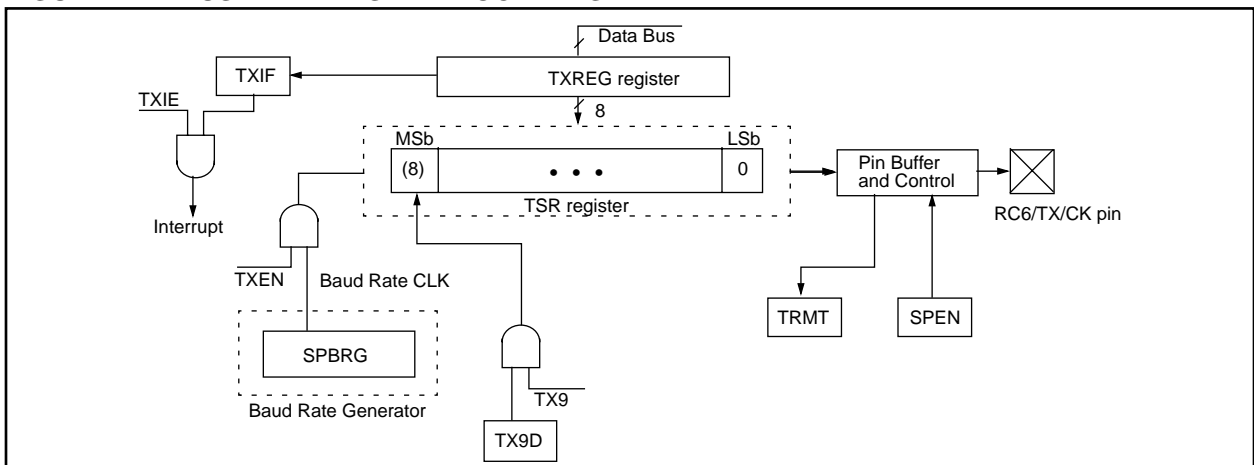 Data Bus
TXIF
TXREG register
TXIE
8
MSb
LSb
(8)
• • •
0
Pin Buffer
and Control
TSR register
Interrupt
RC6/TX/CK pin
TXEN
Baud Rate CLK
TRMT
SPEN
SPBRG
TX9
Baud Rate Generator
TX9D